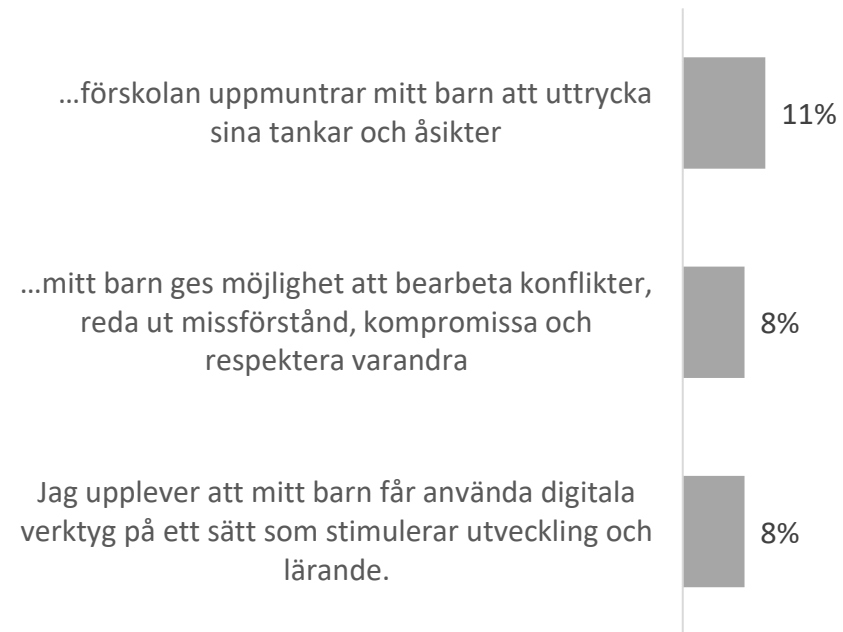 …förskolan uppmuntrar mitt barn att uttrycka
sina tankar och åsikter
11%
…mitt barn ges möjlighet att bearbeta konflikter,
reda ut missförstånd, kompromissa och
respektera varandra
8%
Jag upplever att mitt barn får använda digitala
verktyg på ett sätt som stimulerar utveckling och
lärande.
8%